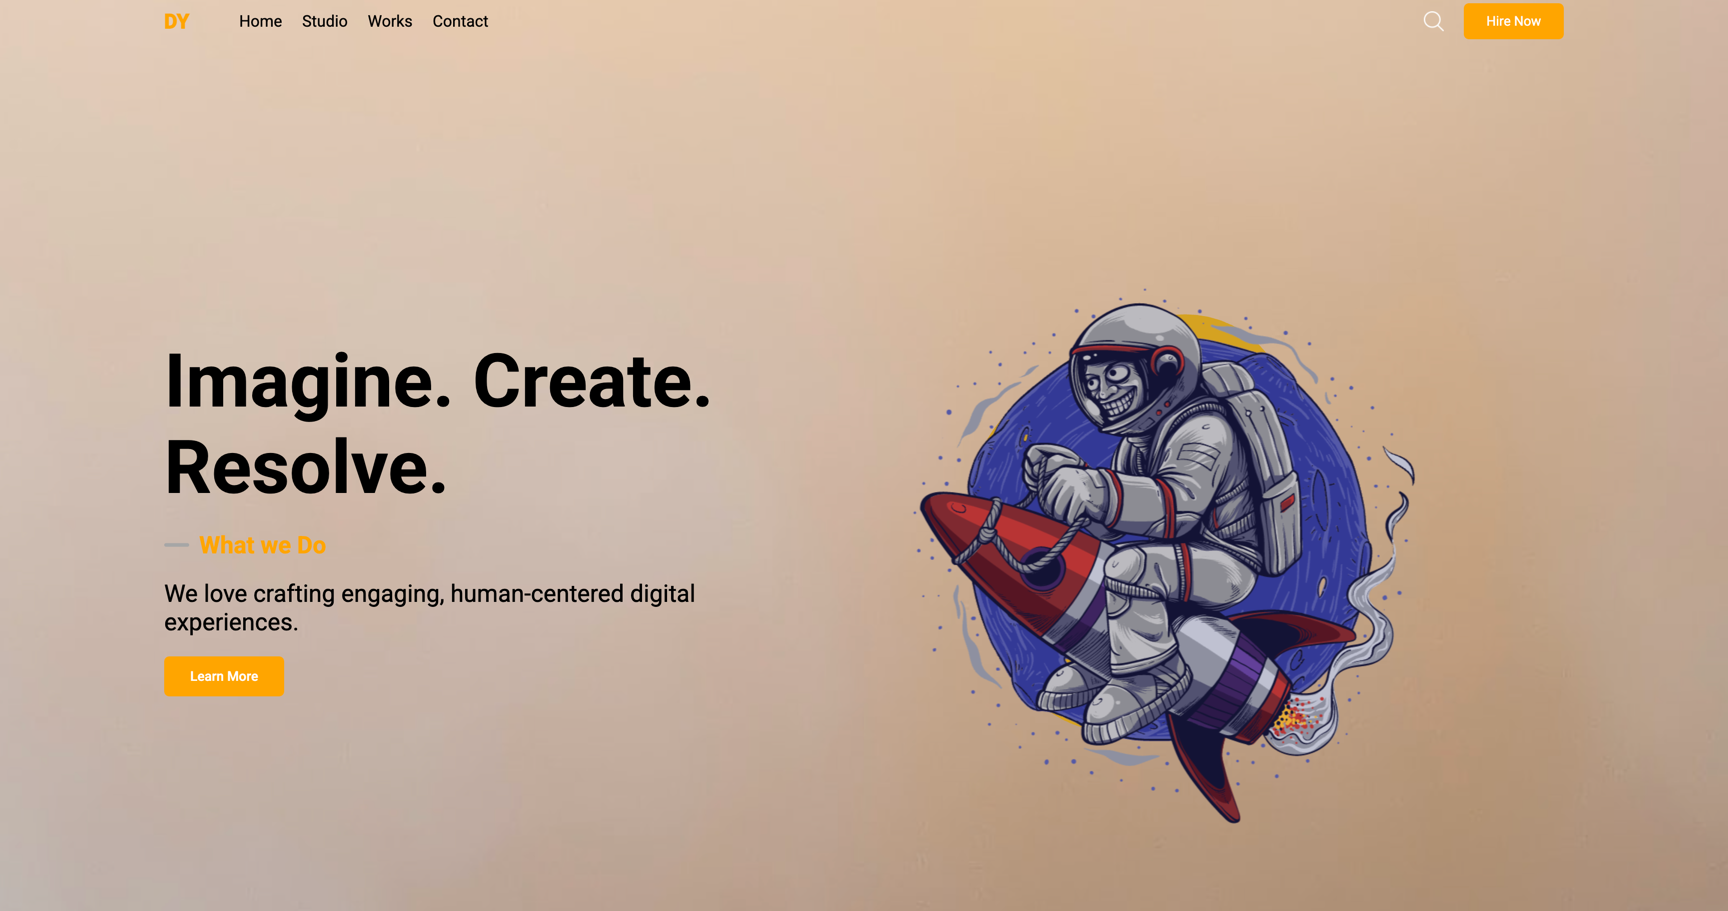 DY
Home Studio Works Contact
Hire Now
Imagine. Create.
Resolve.
What we Do
We love crafting engaging, human-centered digital
experiences.
Learn More